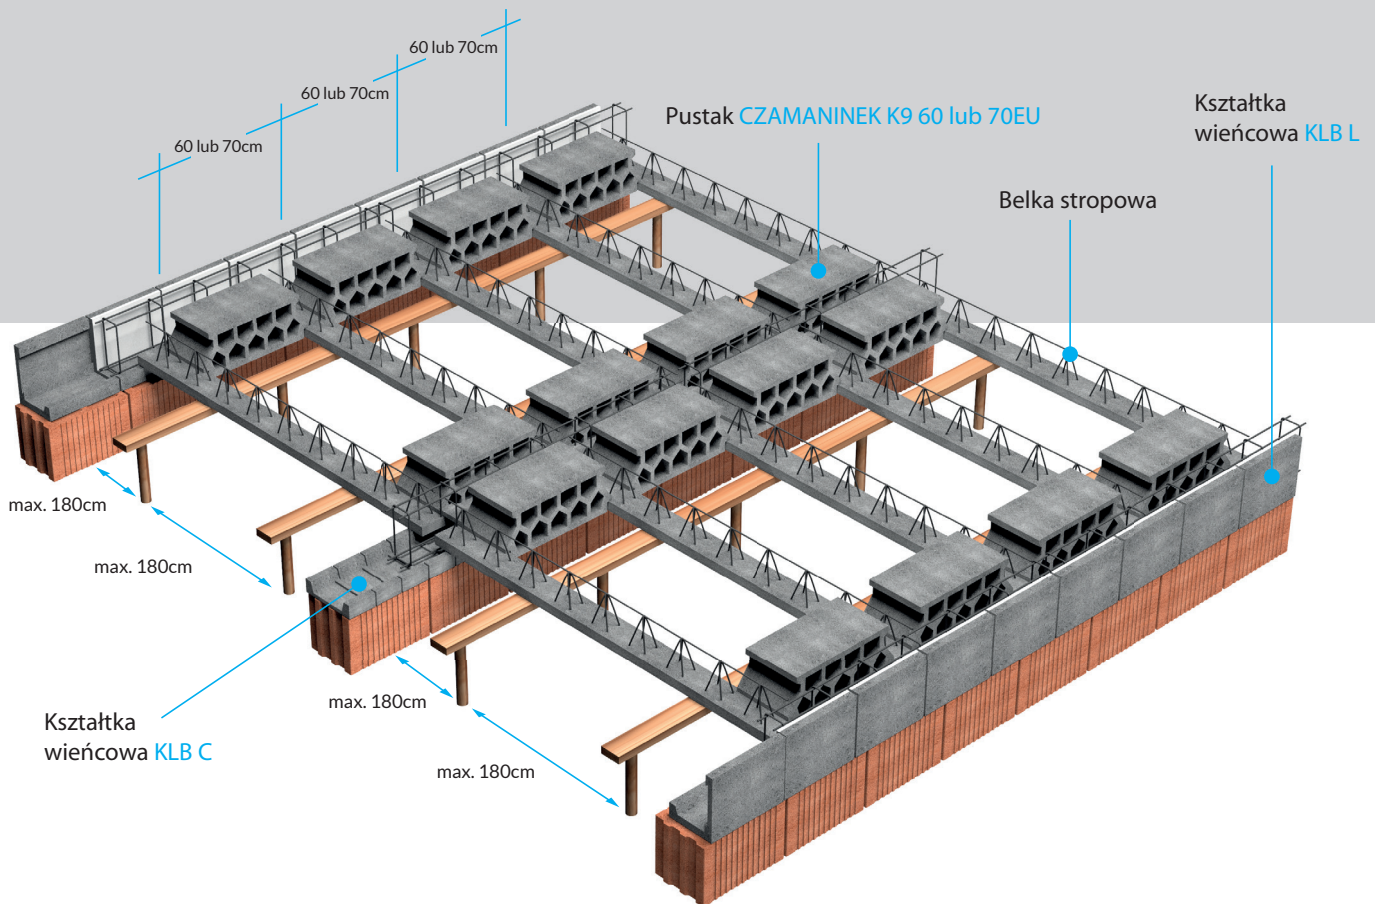 60 lub 70cm
60 lub 70cm
60 lub 70cm
Pustak CZAMANINEK K9 60 lub 70EU
Kształtka
wieńcowa KLB L
Belka stropowa
max. 180cm
max. 180cm
max. 180cm
max. 180cm
Kształtka
wieńcowa KLB C